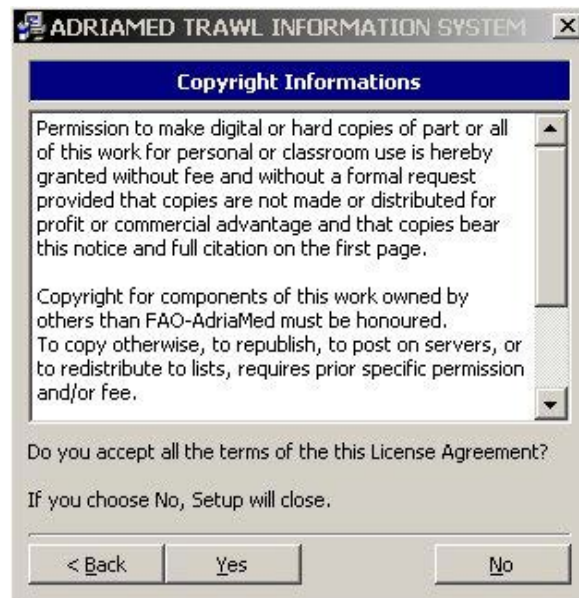 ADRIAMED TRAWL INFORMATION SYSTEM
Copyright Informations
Permission to make digital or hard copies of part or all
of this work for personal or classroom use is hereby
granted without fee and without a formal request
provided that copies are not made or distributed for
profit or commercial advantage and that copies bear
this notice and full citation on the first page.
Copyright for components of this work owned by
others than FAO-AdriaMed must be honoured.
To copy otherwise, to republish, to post on servers, or
to redistribute to lists, requires prior specific permission
and/or fee.
Do you accept all the terms of the this License Agreement?
If you choose No, Setup will close.
< Back Yes No